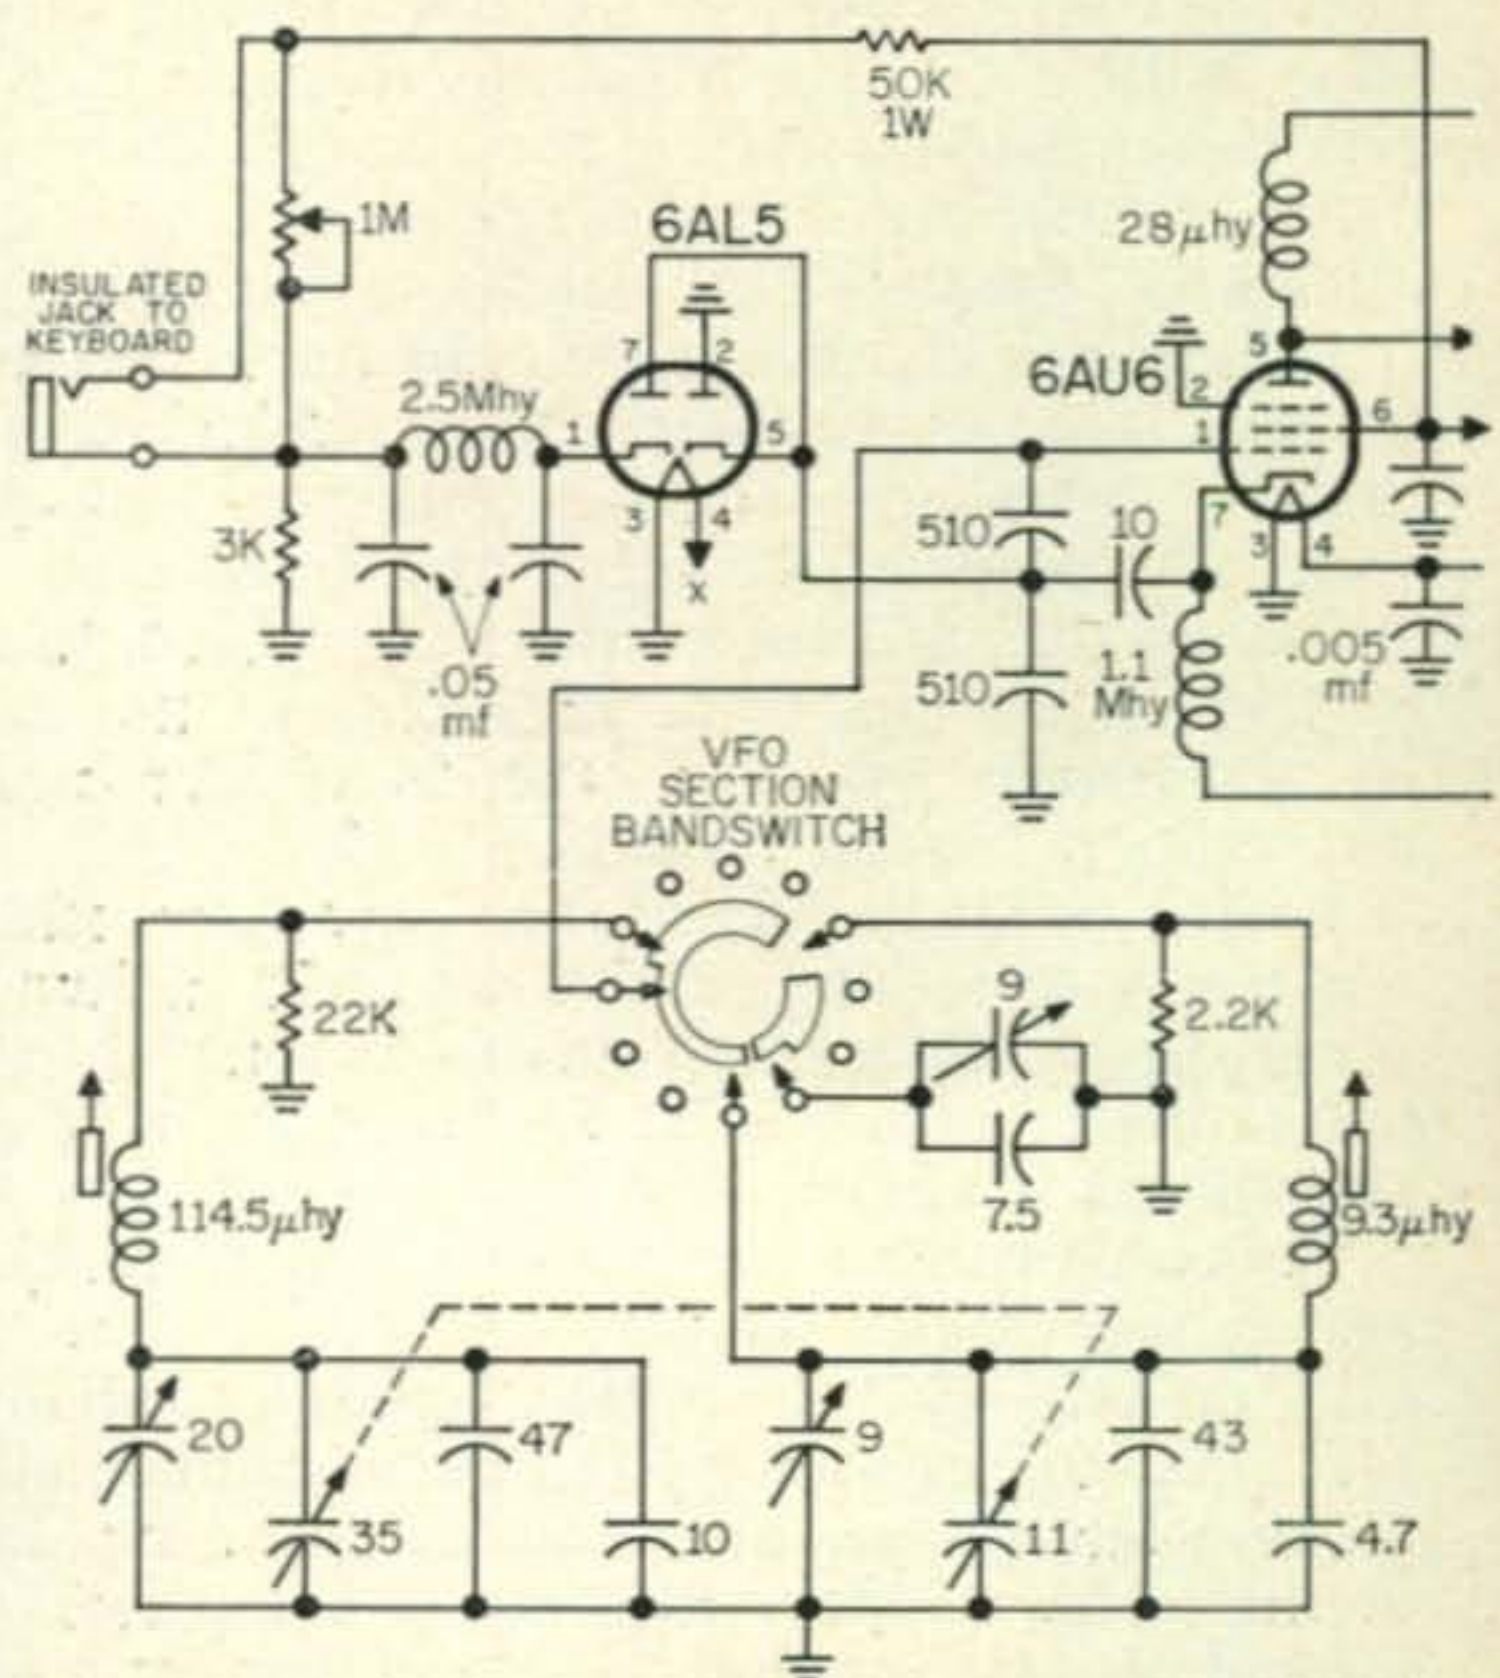 50K
1W
28μhy
1M
6AL5
INSULATED
JACK TO
KEYBOARD
7
2
5
6AU6
2
6
2.5Mhy
1
5
1
7
3K
3
4
X
510
10
3
4
.05
mf
510
1.1
Mhy
.005
mf
VFO
SECTION
BANDSWITCH
22K
9
2.2K
7.5
114.5μhy
9.3μhy
20
47
9
43
35
10
11
4.7